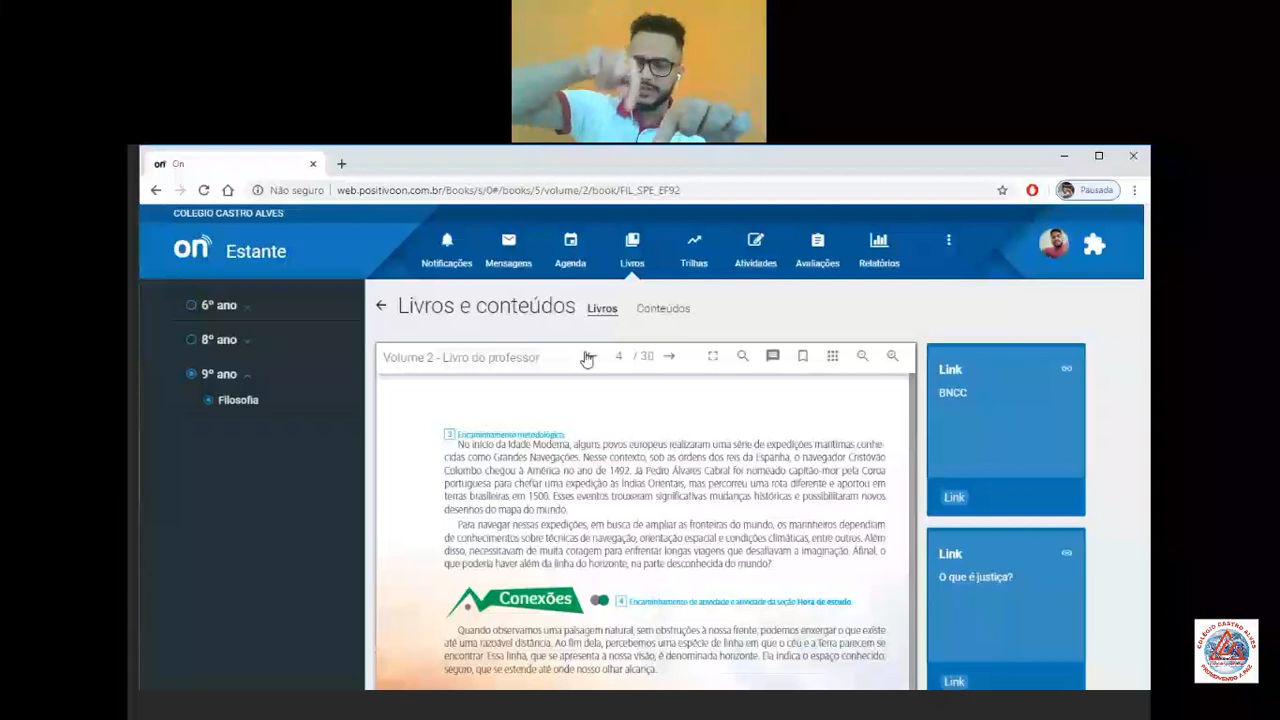 on On
Não seguro web.positivoon.com.br/Books/s/0#/books/5/volume/2/book/FIL_SPE_EF92
Pausada
COLÉGIO CASTRO ALVES
on Estante
Notificações Mensagens Agenda Livros Trilhas Atividades Avaliações Relatórios
6º ano
8º ano
9º ano
Filosofia
Livros e conteúdos Livros Conteúdos
Volume 2 - Livro do professor
4 / 30
3 Encaminhamento metodológico
No início da Idade Moderna, alguns povos europeus realizaram uma série de expedições marítimas conhe-
cidas como Grandes Navegações. Nesse contexto, sob as ordens dos reis da Espanha, o navegador Cristóvão
Colombo chegou à América no ano de 1492. Já Pedro Álvares Cabral foi nomeado capitão-mor pela Coroa
portuguesa para chefiar uma expedição às Índias Orientais, mas percorreu uma rota diferente e aportou em
terras brasileiras em 1500. Esses eventos trouxeram significativas mudanças históricas e possibilitaram novos
desenhos do mapa do mundo.
Para navegar nessas expedições, em busca de ampliar as fronteiras do mundo, os marinheiros dependiam
de conhecimentos sobre técnicas de navegação, orientação espacial e condições climáticas, entre outros. Além
disso, necessitavam de muita coragem para enfrentar longas viagens que desafiavam a imaginação. Afinal, o
que poderia haver além da linha do horizonte, na parte desconhecida do mundo?
Conexões
4 Encaminhamento de atividade e atividade da seção Hora de estudo
Quando observamos uma paisagem natural, sem obstruções à nossa frente, podemos enxergar o que existe
até uma razoável distância. Ao fim dela, percebemos uma espécie de linha em que o céu e a Terra parecem se
encontrar. Essa linha, que se apresenta à nossa visão, é denominada horizonte. Ela indica o espaço conhecido,
seguro, que se estende até onde nosso olhar alcança.
Link
BNCC
Link
Link
O que é justiça?
Link
COLÉGIO CASTRO ALVES
PROMOVENDO A PAZ